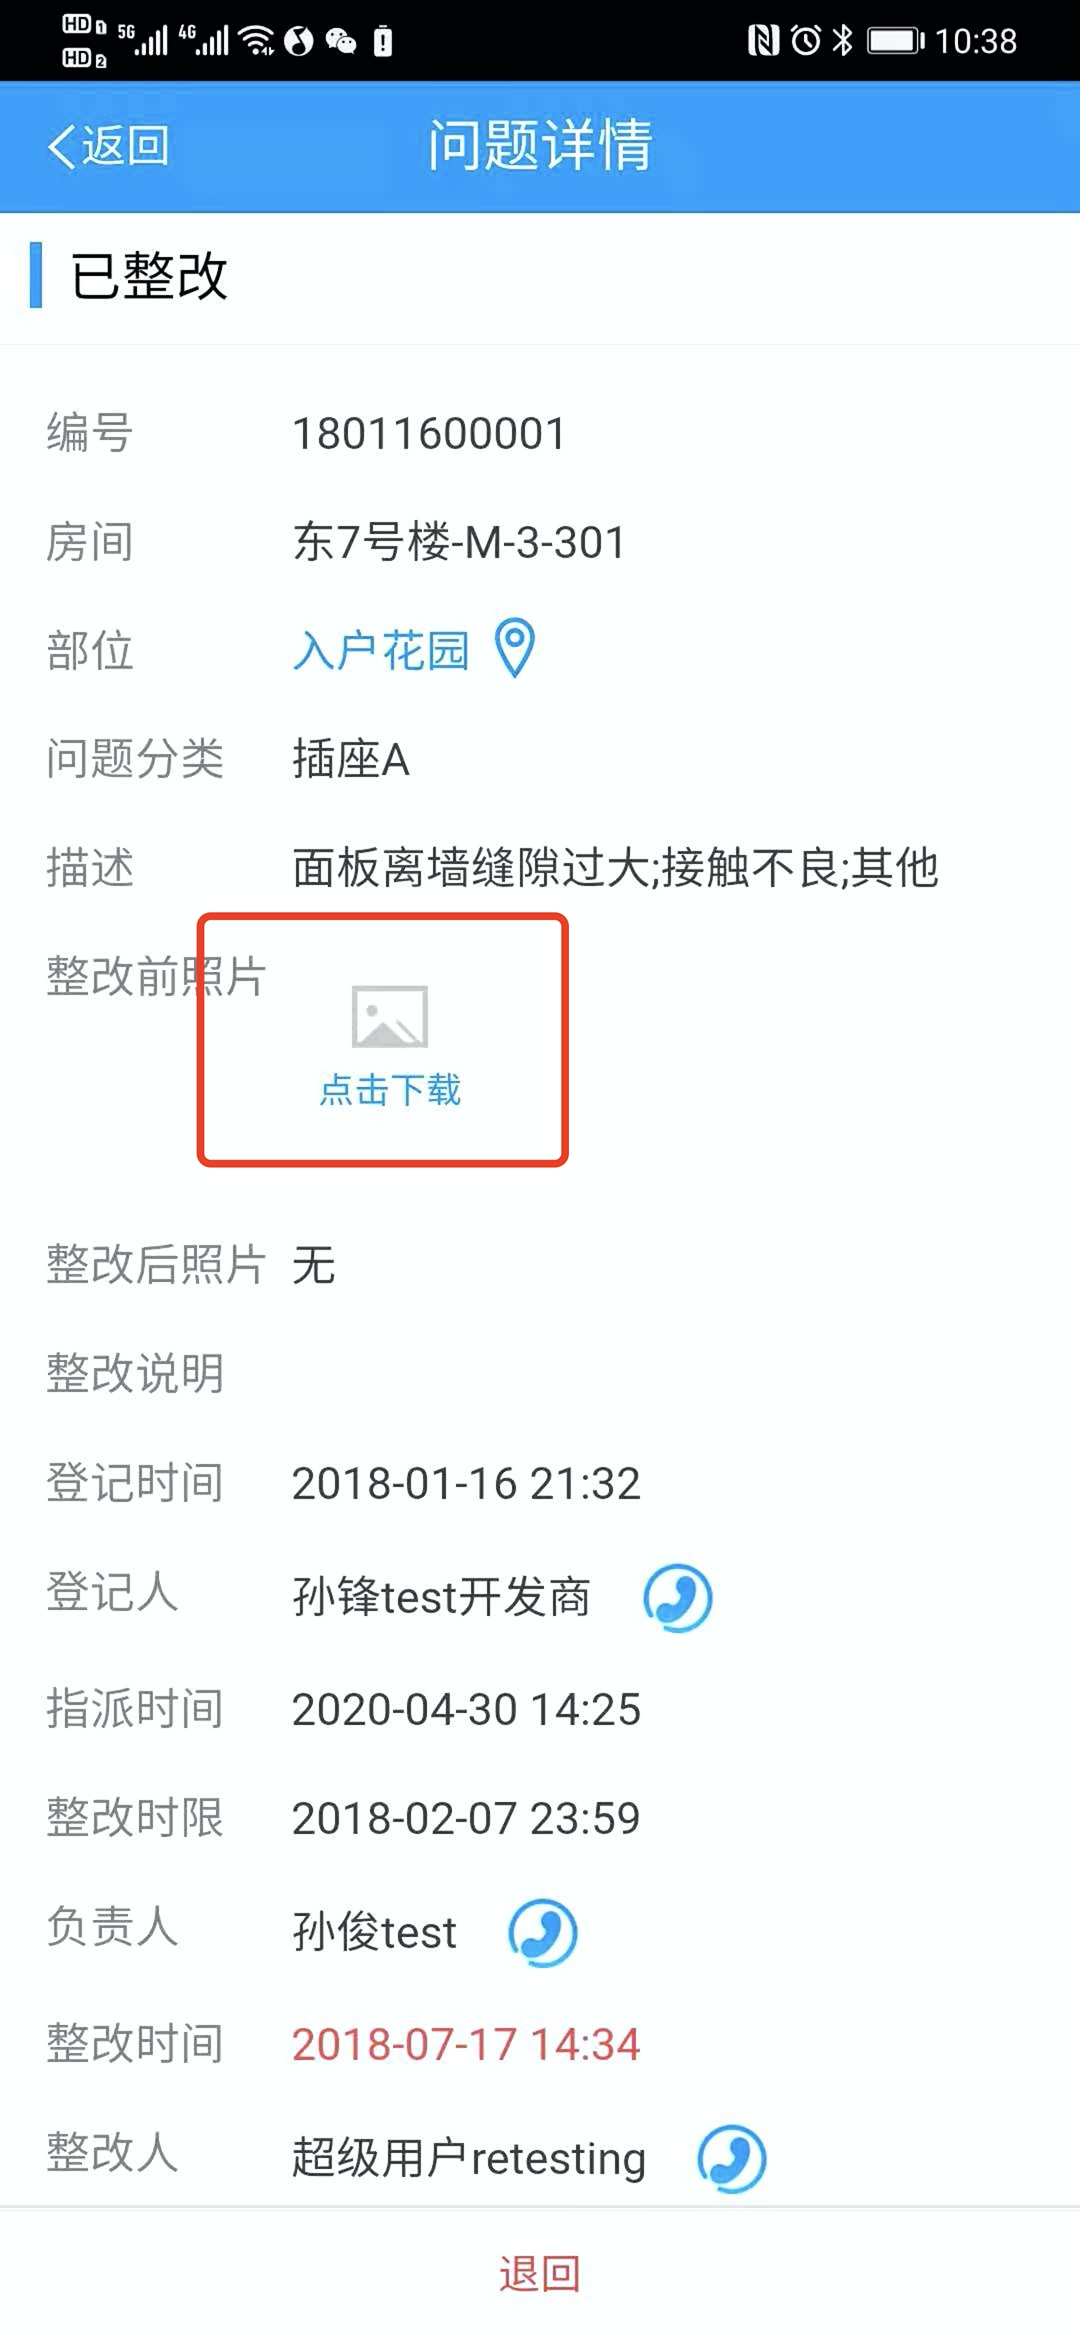 HD 1 5G 4G 10:38
HD 2
返回 问题详情
已整改
编号 18011600001
房间 东7号楼-M-3-301
部位 入户花园
问题分类 插座A
描述 面板离墙缝隙过大;接触不良;其他
整改前照片
点击下载
整改后照片 无
整改说明
登记时间 2018-01-16 21:32
登记人 孙锋test开发商
指派时间 2020-04-30 14:25
整改时限 2018-02-07 23:59
负责人 孙俊test
整改时间 2018-07-17 14:34
整改人 超级用户retesting
退回